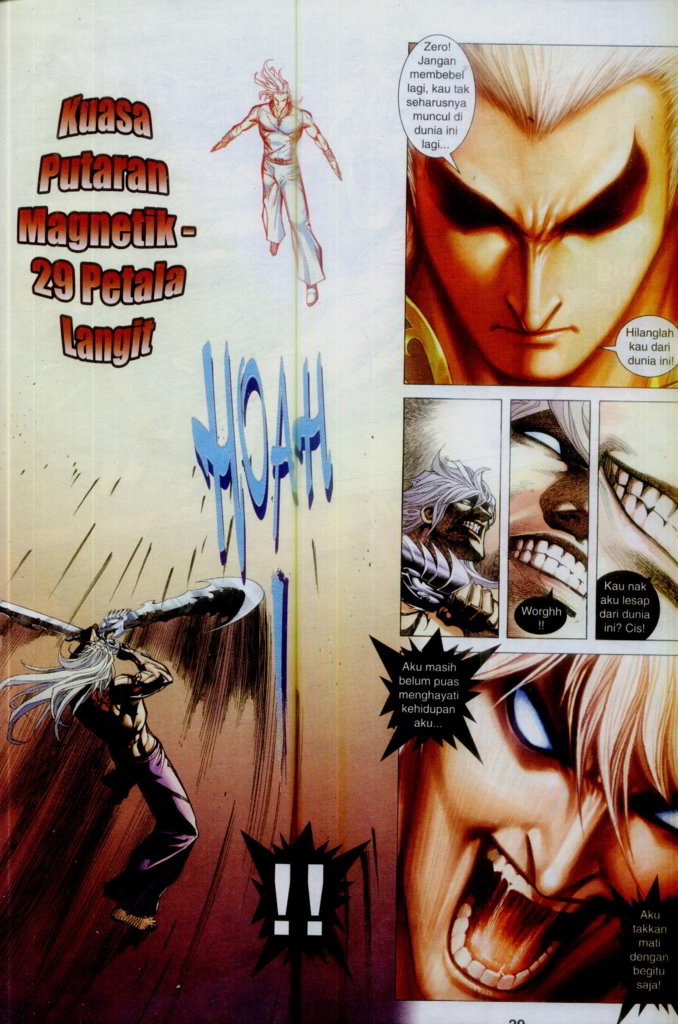 Kuasa
Putaran
Magnetik -
29 Petala
Langit
HOAH
!
!!
Zero!
Jangan
membebel
lagi, kau tak
seharusnya
muncul di
dunia ini
lagi...
Hilanglah
kau dari
dunia ini!
Worghh
!!
Kau nak
aku lesap
dari dunia
ini? Cis!
Aku masih
belum puas
menghayati
kehidupan
aku...
Aku
takkan
mati
dengan
begitu
saja!